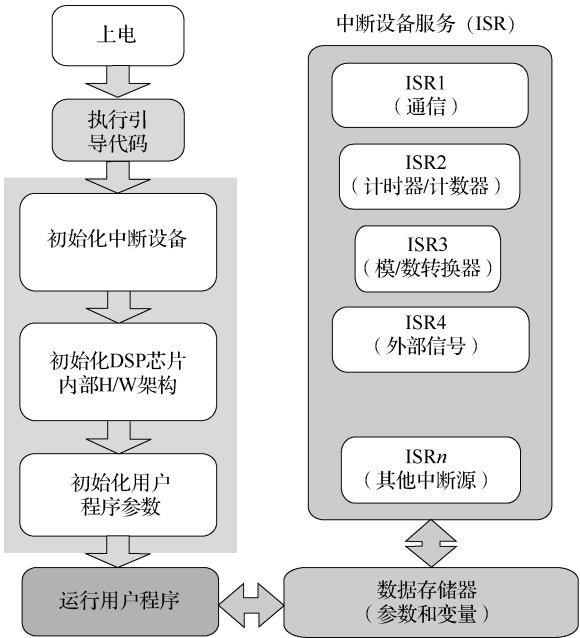 上电
执行引
导代码
初始化中断设备
初始化DSP芯片
内部H/W架构
初始化用户
程序参数
运行用户程序
中断设备服务（ISR）
ISR1
（通信）
ISR2
（计时器/计数器）
ISR3
（模/数转换器）
ISR4
（外部信号）
ISRn
（其他中断源）
数据存储器
（参数和变量）